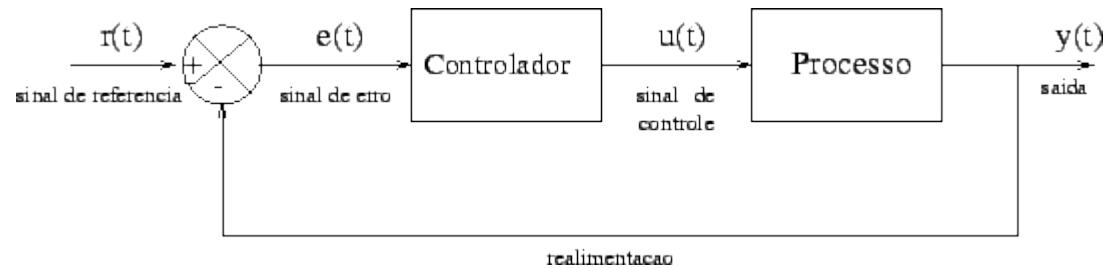 r(t)
+
-
sinal de referencia
e(t)
sinal de erro
Controlador
u(t)
sinal de
controle
Processo
y(t)
saida
realimentacao